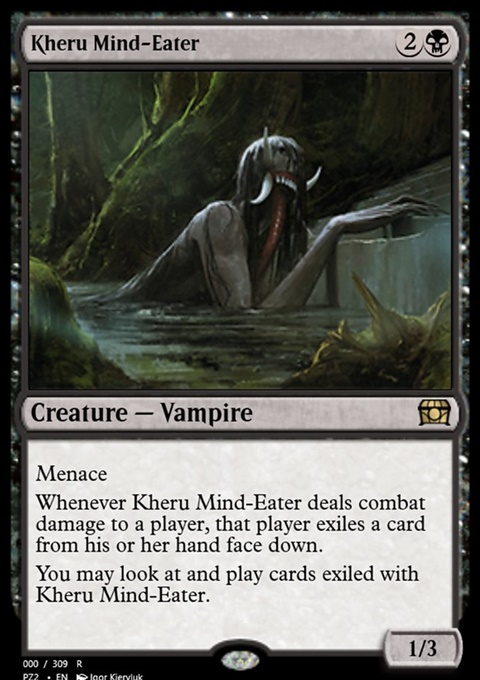 Kheru Mind-Eater 2
Creature — Vampire
Menace
Whenever Kheru Mind-Eater deals combat
damage to a player, that player exiles a card
from his or her hand face down.
You may look at and play cards exiled with
Kheru Mind-Eater.
1/3
000 / 309 R
PZ2 • EN Igor Kieryluk